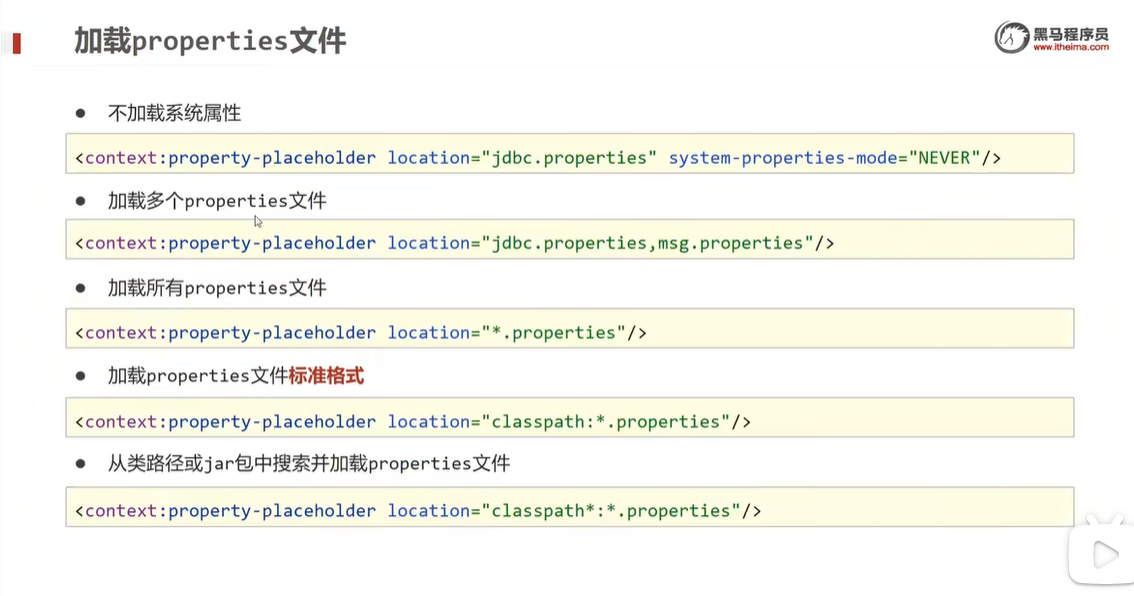 加载properties文件
黑马程序员
www.itheima.com
● 不加载系统属性
<context:property-placeholder location="jdbc.properties" system-properties-mode="NEVER"/>
● 加载多个properties文件
<context:property-placeholder location="jdbc.properties,msg.properties"/>
● 加载所有properties文件
<context:property-placeholder location="*.properties"/>
● 加载properties文件标准格式
<context:property-placeholder location="classpath:*.properties"/>
● 从类路径或jar包中搜索并加载properties文件
<context:property-placeholder location="classpath*:*.properties"/>